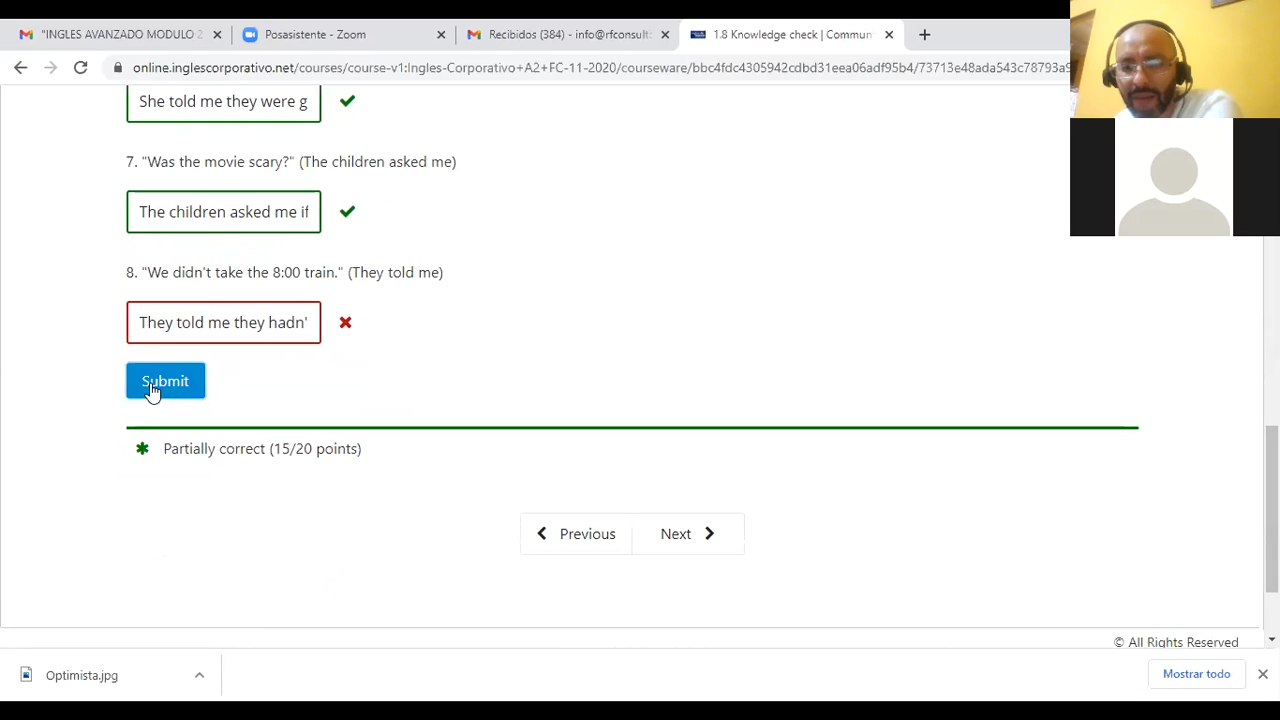 "INGLES AVANZADO MODULO 2
Posasistente - Zoom
Recibidos (384) - info@rfconsult
1.8 Knowledge check | Commun
online.inglescorporativo.net/courses/course-v1:Ingles-Corporativo+A2+FC-11-2020/courseware/bbc4fdc4305942cdbd31eea06adf95b4/73713e48ada543c78793a9
She told me they were g
7. "Was the movie scary?" (The children asked me)
The children asked me if
8. "We didn't take the 8:00 train." (They told me)
They told me they hadn'
Submit
Partially correct (15/20 points)
Previous
Next
© All Rights Reserved
Optimista.jpg
Mostrar todo